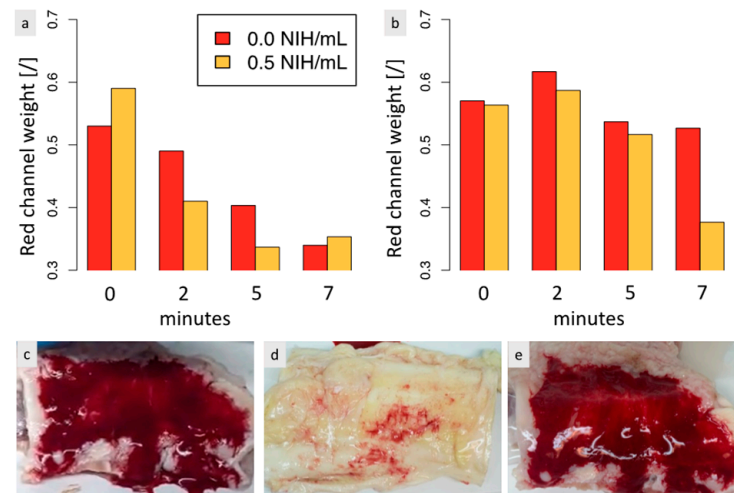 a
Red channel weight [/]
0.7
0.6
0.5
0.4
0.3
0.0 NIH/mL
0.5 NIH/mL
0 2 5 7
minutes
b
Red channel weight [/]
0.7
0.6
0.5
0.4
0.3
0 2 5 7
minutes
c
d
e